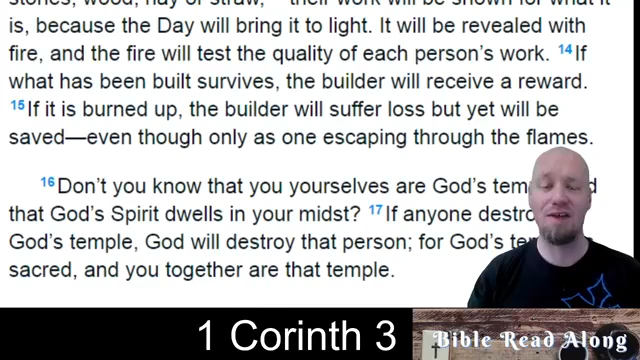 stones, wood, hay or straw, their work will be shown for what it
is, because the Day will bring it to light. It will be revealed with
fire, and the fire will test the quality of each person's work. 14 If
what has been built survives, the builder will receive a reward.
15 If it is burned up, the builder will suffer loss but yet will be
saved—even though only as one escaping through the flames.
16 Don't you know that you yourselves are God's tem d
that God's Spirit dwells in your midst? 17 If anyone destro
God's temple, God will destroy that person; for God's te
sacred, and you together are that temple.
1 Corinth 3
Bible Read Along